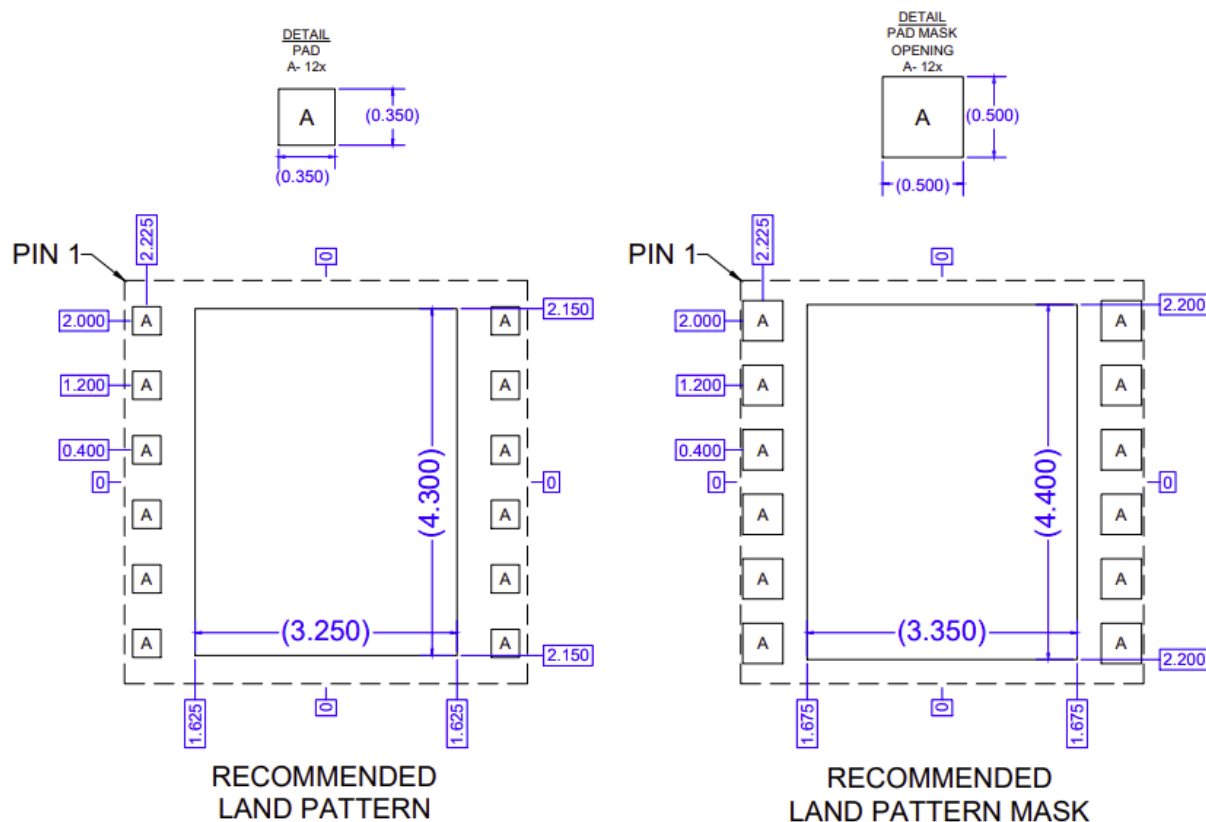 DETAIL
PAD
A- 12x
A
(0.350)
(0.350)
DETAIL
PAD MASK
OPENING
A- 12x
A
(0.500)
(0.500)
PIN 1
2.225
0
2.000
A
A
2.150
1.200
A
A
0.400
A
A
0
0
A
A
A
A
A
A
(4.300)
(3.250)
2.150
1.625
0
1.625
RECOMMENDED
LAND PATTERN
PIN 1
2.225
0
2.000
A
A
2.200
1.200
A
A
0.400
A
A
0
0
A
A
A
A
A
A
(4.400)
(3.350)
2.200
1.675
0
1.675
RECOMMENDED
LAND PATTERN MASK